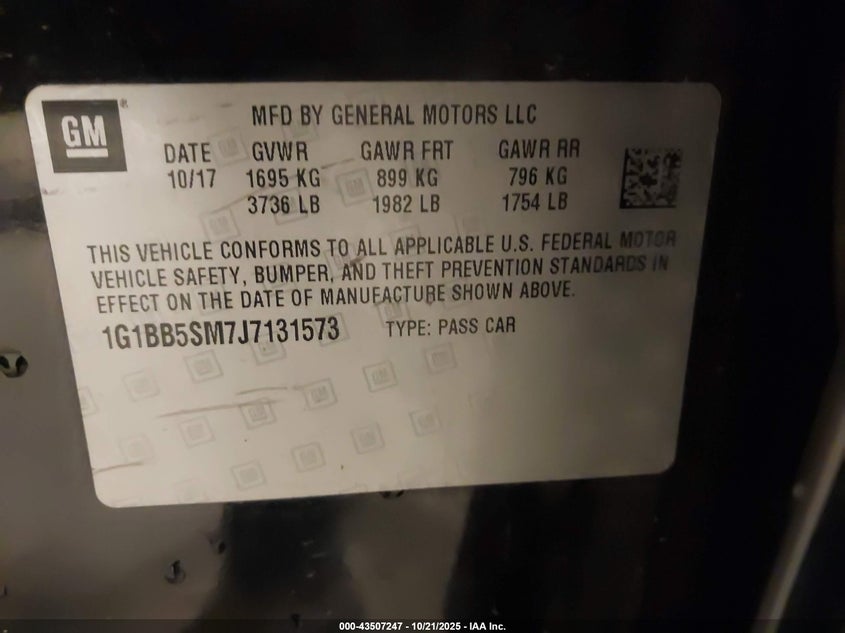 GM
MFD BY GENERAL MOTORS LLC
DATE GVWR GAWR FRT GAWR RR
10/17 1695 KG 899 KG 796 KG
3736 LB 1982 LB 1754 LB
THIS VEHICLE CONFORMS TO ALL APPLICABLE U.S. FEDERAL MOTOR
VEHICLE SAFETY, BUMPER, AND THEFT PREVENTION STANDARDS IN
EFFECT ON THE DATE OF MANUFACTURE SHOWN ABOVE.
1G1BB5SM7J7131573 TYPE: PASS CAR
000-43507247 - 10/21/2025 - IAA Inc.